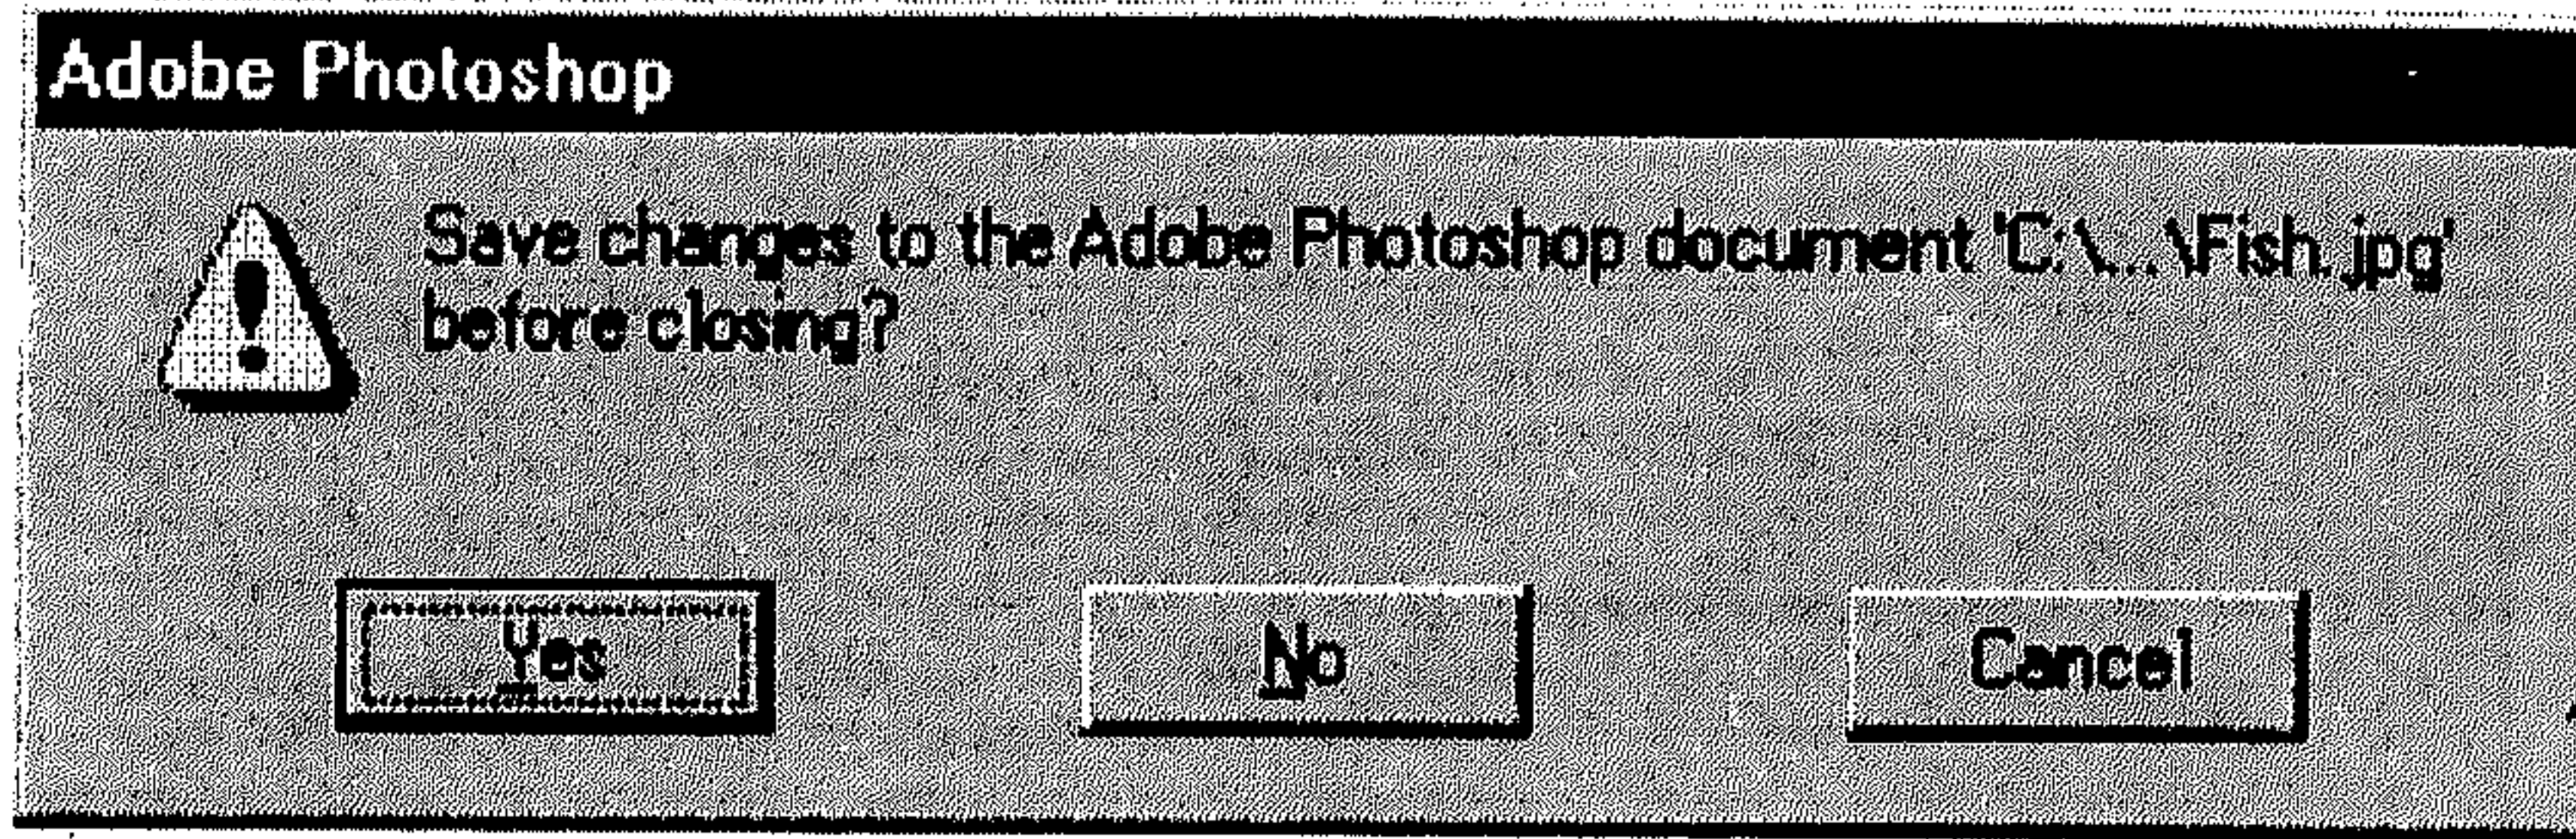 Adobe Photoshop
Save changes to the Adobe Photoshop document 'C:\...\Fish.jpg'
before closing?
Yes
No
Cancel